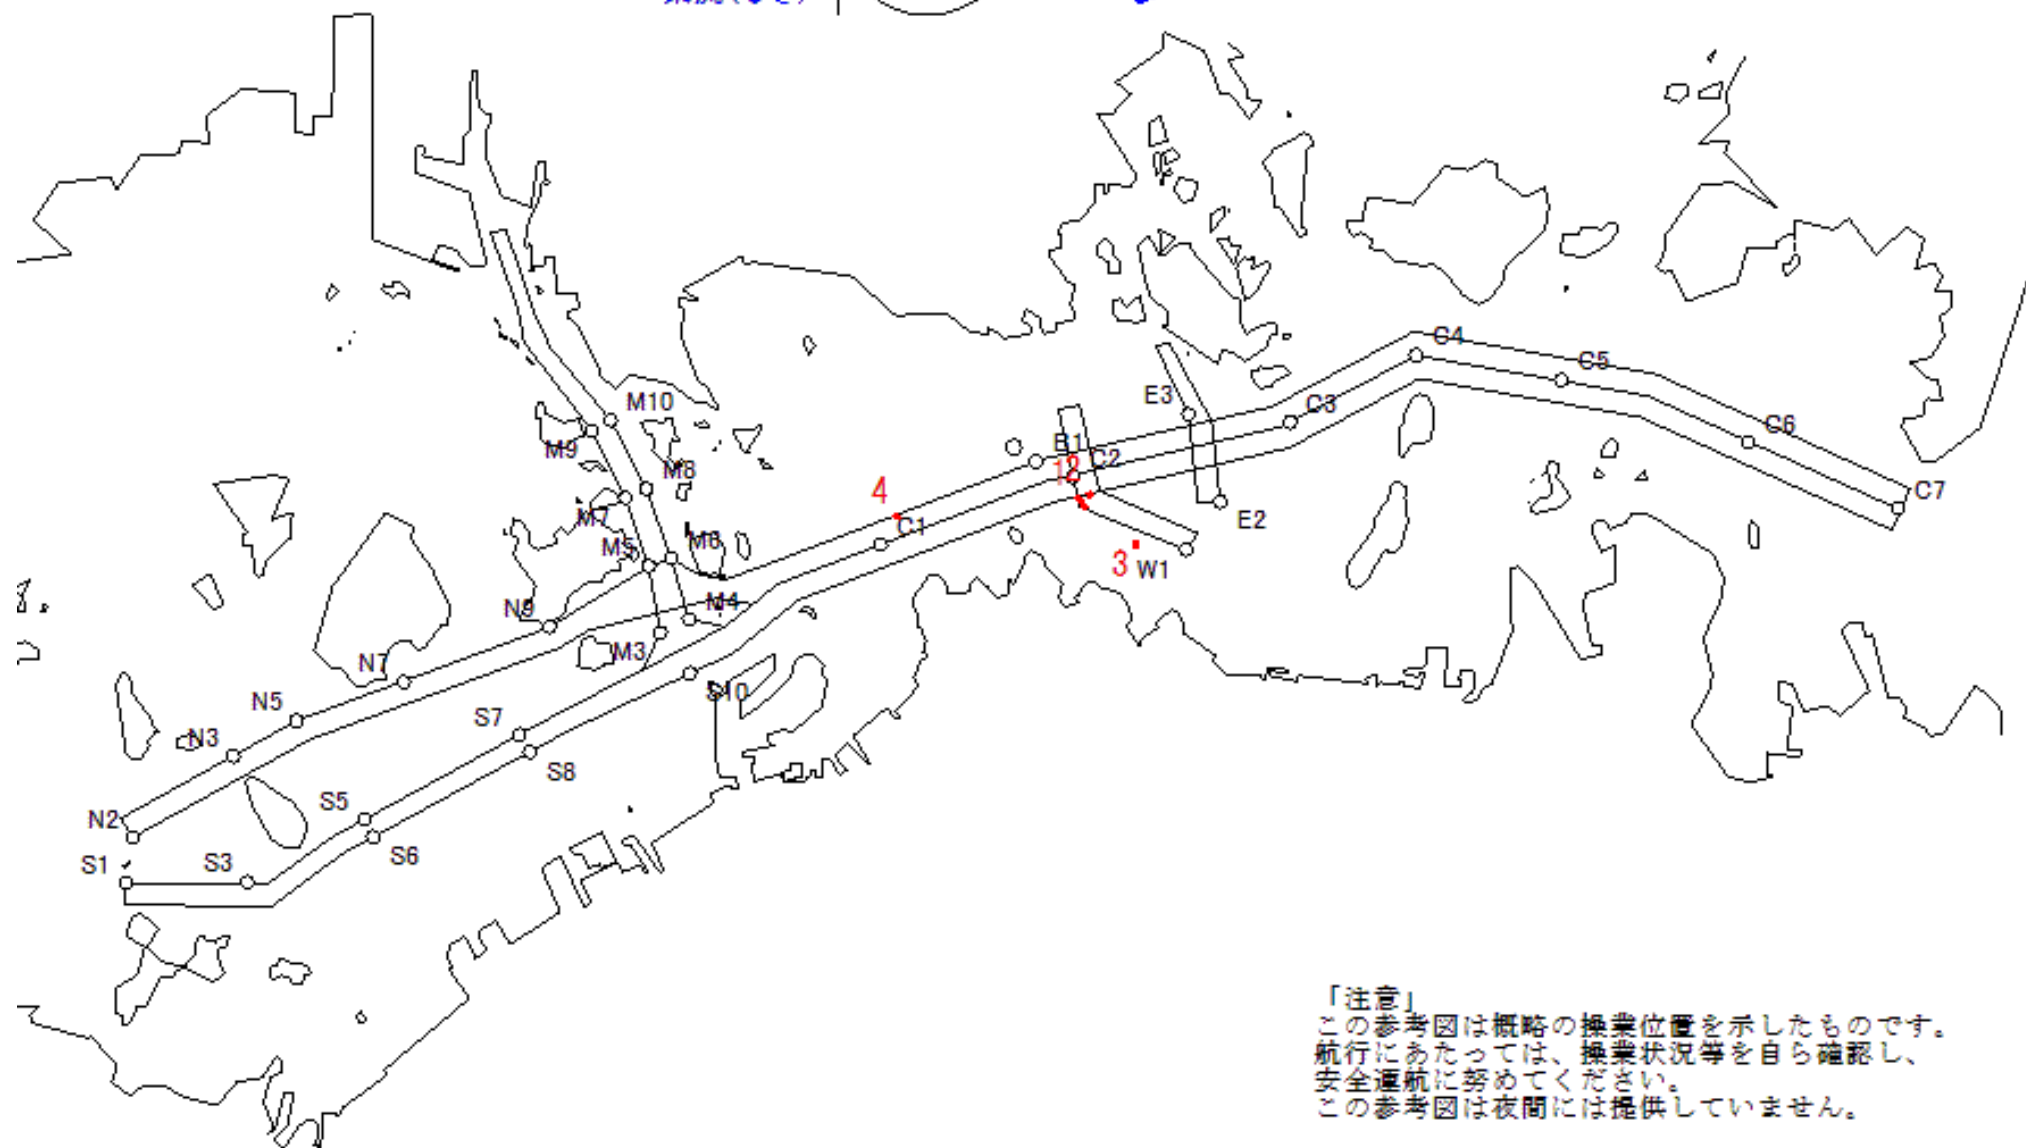 C4
C5
E3
M10
C3
C6
B1
M9
C2
12
M8
4
C7
M7
C1
E2
M5
M6
3
W1
N9
M4
M3
N7
S10
N5
S7
N3
S8
S5
N2
S6
S1
S3
「注意」
この参考図は概略の操業位置を示したものです。
航行にあたっては、操業状況等を自ら確認し、
安全運航に努めてください。
この参考図は夜間には提供していません。